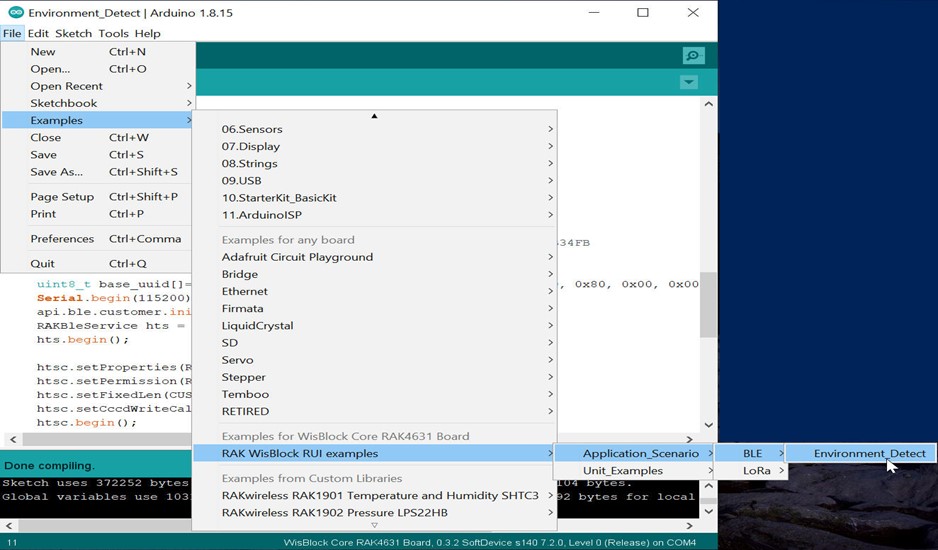 Environment_Detect | Arduino 1.8.15
File Edit Sketch Tools Help
New Ctrl+N
Open... Ctrl+O
Open Recent
Sketchbook
Examples
Close Ctrl+W
Save Ctrl+S
Save As... Ctrl+Shift+S
Page Setup Ctrl+Shift+P
Print Ctrl+P
Preferences Ctrl+Comma
Quit Ctrl+Q
06.Sensors
07.Display
08.Strings
09.USB
10.StarterKit_BasicKit
11.ArduinoISP
Examples for any board
Adafruit Circuit Playground
Bridge
Ethernet
Firmata
LiquidCrystal
SD
Servo
Stepper
Temboo
RETIRED
Examples for WisBlock Core RAK4631 Board
RAK WisBlock RUI examples
Examples from Custom Libraries
RAKwireless RAK1901 Temperature and Humidity SHTC3
RAKwireless RAK1902 Pressure LPS22HB
Application_Scenario
Unit_Examples
BLE
LoRa
Environment_Detect
34FB
uint8_t base_uuid[]= , 0x80, 0x00, 0x00
Serial.begin(115200)
api.ble.customer.ini
RAKBleService hts =
hts.begin();
htsc.setProperties(R
htsc.setPermission(R
htsc.setFixedLen(CUS
htsc.setCccdWriteCal
htsc.begin();
Done compiling.
Sketch uses 372252 bytes 104 bytes.
Global variables use 103 92 bytes for local
11 WisBlock Core RAK4631 Board, 0.3.2 SoftDevice s140 7.2.0, Level 0 (Release) on COM4